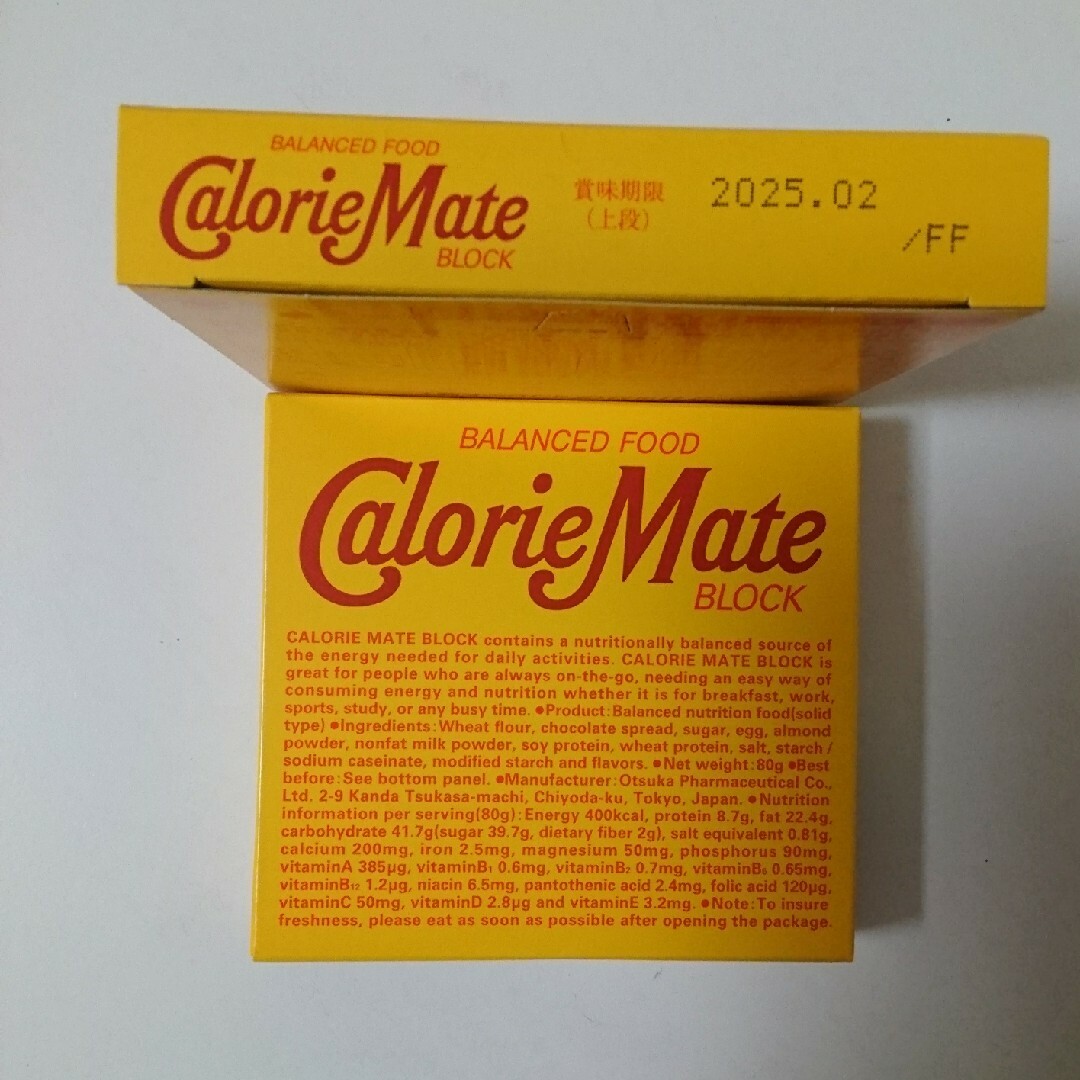 BALANCED FOOD
CalorieMate
BLOCK
賞味期限
（上段）
2025.02
/FF
BALANCED FOOD
CalorieMate
BLOCK
CALORIE MATE BLOCK contains a nutritionally balanced source of
the energy needed for daily activities. CALORIE MATE BLOCK is
great for people who are always on-the-go, needing an easy way of
consuming energy and nutrition whether it is for breakfast, work,
sports, study, or any busy time. ●Product:Balanced nutrition food(solid
type) ●Ingredients:Wheat flour, chocolate spread, sugar, egg, almond
powder, nonfat milk powder, soy protein, wheat protein, salt, starch/
sodium caseinate, modified starch and flavors. ●Net weight:80g ●Best
before:See bottom panel. ●Manufacturer:Otsuka Pharmaceutical Co.,
Ltd. 2-9 Kanda Tsukasa-machi, Chiyoda-ku, Tokyo, Japan. ●Nutrition
information per serving(80g):Energy 400kcal, protein 8.7g, fat 22.4g,
carbohydrate 41.7g(sugar 39.7g, dietary fiber 2g), salt equivalent 0.81g,
calcium 200mg, iron 2.5mg, magnesium 50mg, phosphorus 90mg,
vitaminA 385μg, vitaminB₁ 0.6mg, vitaminB₂ 0.7mg, vitaminB₆ 0.65mg,
vitaminB₁₂ 1.2μg, niacin 6.5mg, pantothenic acid 2.4mg, folic acid 120μg,
vitaminC 50mg, vitaminD 2.8μg and vitaminE 3.2mg. ●Note:To insure
freshness, please eat as soon as possible after opening the package.